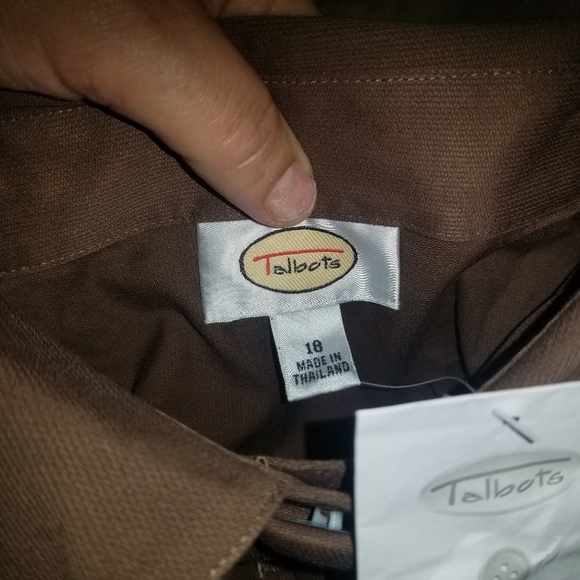 Talbots
18
MADE IN
THAILAND
Talbots